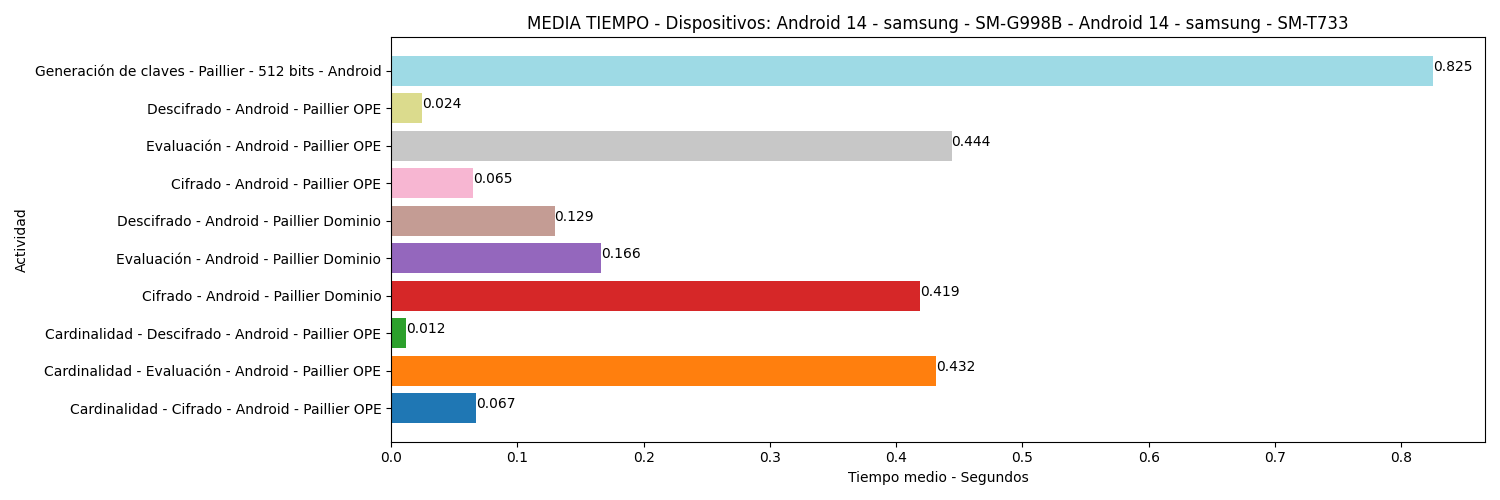 MEDIA TIEMPO - Dispositivos: Android 14 - samsung - SM-G998B - Android 14 - samsung - SM-T733
Actividad
Generación de claves - Paillier - 512 bits - Android 0.825
Descifrado - Android - Paillier OPE 0.024
Evaluación - Android - Paillier OPE 0.444
Cifrado - Android - Paillier OPE 0.065
Descifrado - Android - Paillier Dominio 0.129
Evaluación - Android - Paillier Dominio 0.166
Cifrado - Android - Paillier Dominio 0.419
Cardinalidad - Descifrado - Android - Paillier OPE 0.012
Cardinalidad - Evaluación - Android - Paillier OPE 0.432
Cardinalidad - Cifrado - Android - Paillier OPE 0.067
0.0 0.1 0.2 0.3 0.4 0.5 0.6 0.7 0.8
Tiempo medio - Segundos